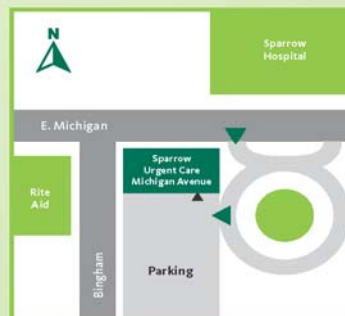 N
Sparrow
Hospital
E. Michigan
Sparrow
Urgent Care
Michigan Avenue
Rite
Aid
Parking
Bingham